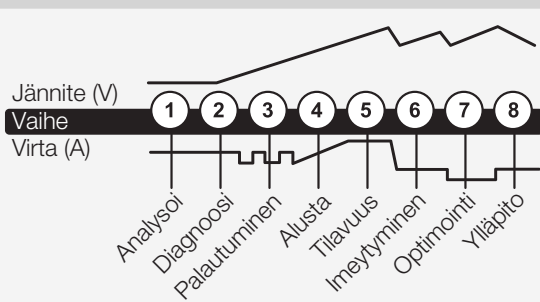 Jännite (V)
Vaihe 1 2 3 4 5 6 7 8
Virta (A)
Analysoi
Diagnoosi
Palautuminen
Alusta
Tilavuus
Imeytyminen
Optimointi
Ylläpito